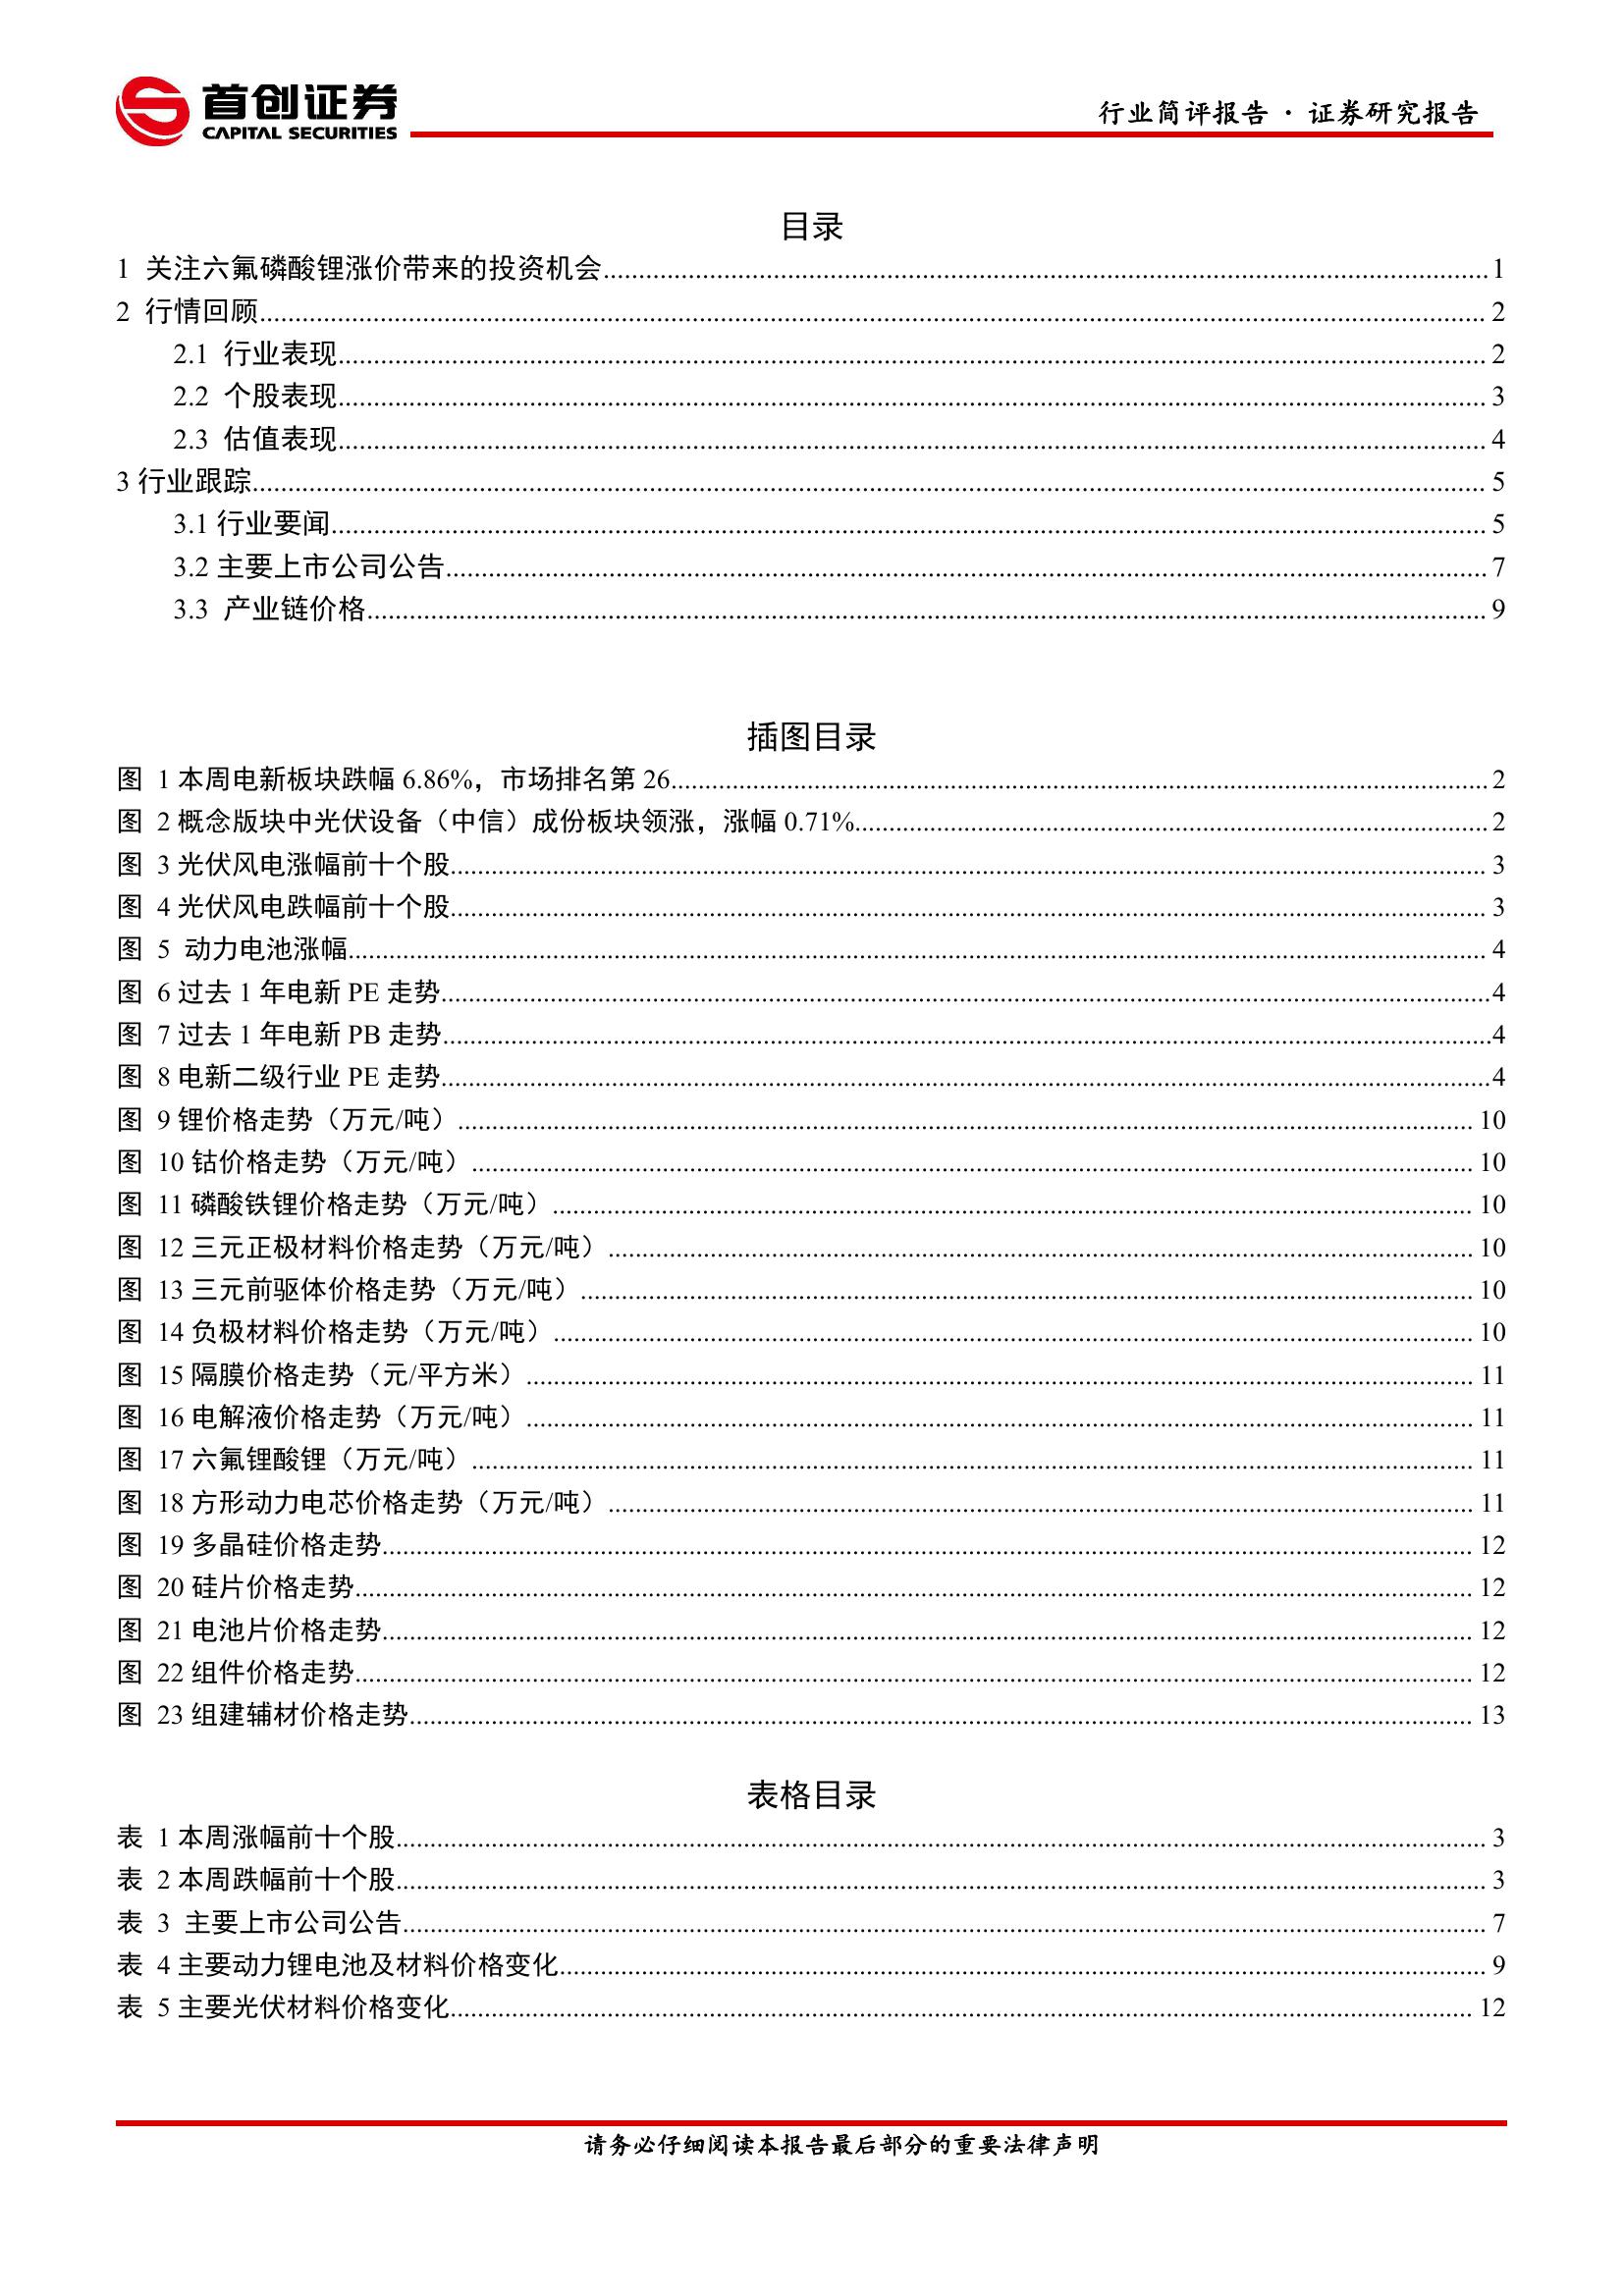 首创证券
CAPITAL SECURITIES
行业简评报告 · 证券研究报告
目录
1 关注六氟磷酸锂涨价带来的投资机会 1
2 行情回顾 2
2.1 行业表现 2
2.2 个股表现 3
2.3 估值表现 4
3 行业跟踪 5
3.1 行业要闻 5
3.2 主要上市公司公告 7
3.3 产业链价格 9
插图目录
图 1 本周电新板块跌幅 6.86%，市场排名第 26 2
图 2 概念版块中光伏设备（中信）成份板块领涨，涨幅 0.71% 2
图 3 光伏风电涨幅前十个股 3
图 4 光伏风电跌幅前十个股 3
图 5 动力电池涨幅 4
图 6 过去 1 年电新 PE 走势 4
图 7 过去 1 年电新 PB 走势 4
图 8 电新二级行业 PE 走势 4
图 9 锂价格走势（万元/吨） 10
图 10 钴价格走势（万元/吨） 10
图 11 磷酸铁锂价格走势（万元/吨） 10
图 12 三元正极材料价格走势（万元/吨） 10
图 13 三元前驱体价格走势（万元/吨） 10
图 14 负极材料价格走势（万元/吨） 10
图 15 隔膜价格走势（元/平方米） 11
图 16 电解液价格走势（万元/吨） 11
图 17 六氟锂酸锂（万元/吨） 11
图 18 方形动力电芯价格走势（万元/吨） 11
图 19 多晶硅价格走势 12
图 20 硅片价格走势 12
图 21 电池片价格走势 12
图 22 组件价格走势 12
图 23 组建辅材价格走势 13
表格目录
表 1 本周涨幅前十个股 3
表 2 本周跌幅前十个股 3
表 3 主要上市公司公告 7
表 4 主要动力锂电池及材料价格变化 9
表 5 主要光伏材料价格变化 12
请务必仔细阅读本报告最后部分的重要法律声明